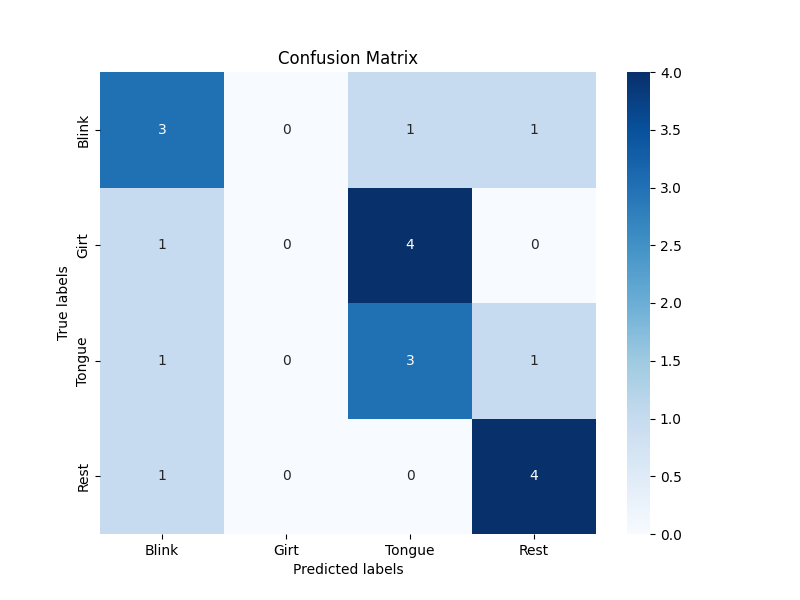 Confusion Matrix
True labels
Blink
3 0 1 1
Girt
1 0 4 0
Tongue
1 0 3 1
Rest
1 0 0 4
Blink Girt Tongue Rest
Predicted labels
4.0
3.5
3.0
2.5
2.0
1.5
1.0
0.5
0.0